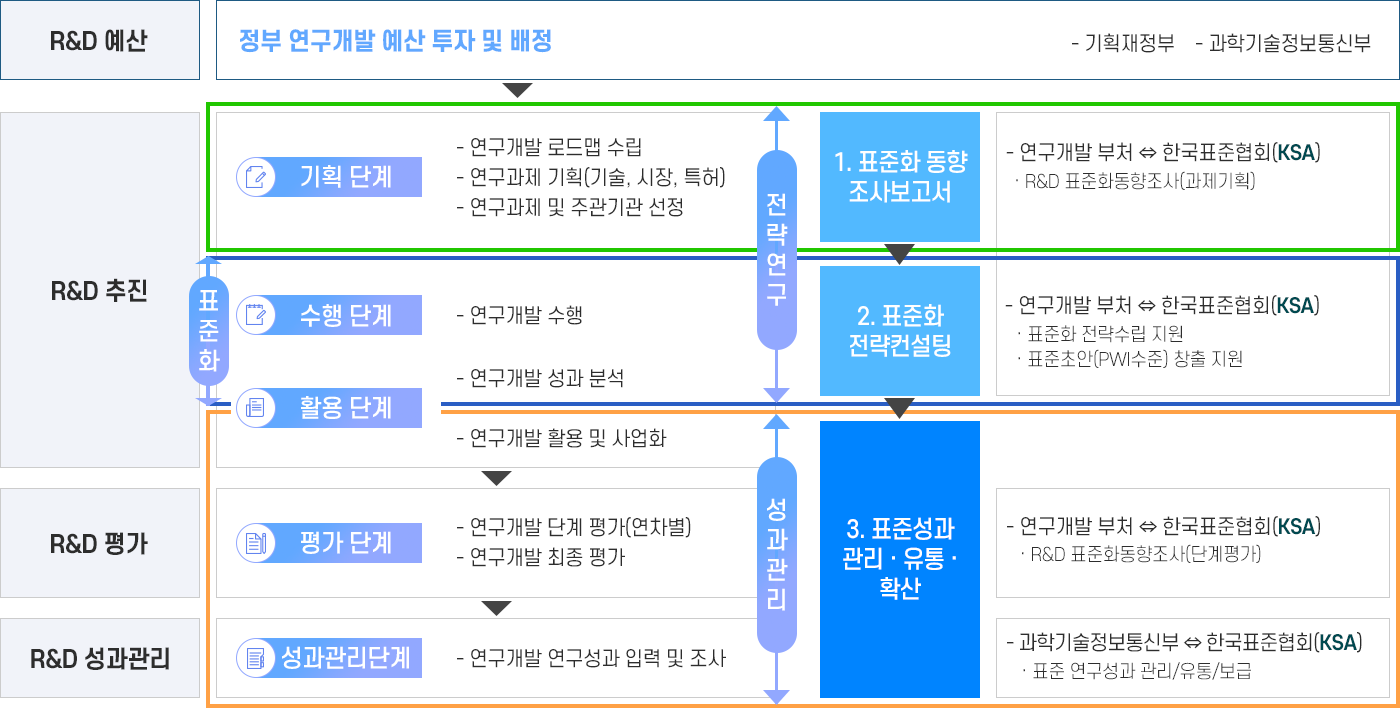 R&D 예산
정부 연구개발 예산 투자 및 배정
- 기획재정부 - 과학기술정보통신부
R&D 추진
기획 단계
- 연구개발 로드맵 수립
- 연구과제 기획(기술, 시장, 특허)
- 연구과제 및 주관기관 선정
전략연구
1. 표준화 동향
조사보고서
- 연구개발 부처 ⇔ 한국표준협회(KSA)
· R&D 표준화동향조사(과제기획)
표준화
수행 단계
- 연구개발 수행
2. 표준화
전략컨설팅
- 연구개발 부처 ⇔ 한국표준협회(KSA)
· 표준화 전략수립 지원
· 표준초안(PWI수준) 창출 지원
활용 단계
- 연구개발 성과 분석
- 연구개발 활용 및 사업화
성과관리
3. 표준성과
관리 · 유통 ·
확산
R&D 평가
평가 단계
- 연구개발 단계 평가(연차별)
- 연구개발 최종 평가
- 연구개발 부처 ⇔ 한국표준협회(KSA)
· R&D 표준화동향조사(단계평가)
R&D 성과관리
성과관리단계
- 연구개발 연구성과 입력 및 조사
- 과학기술정보통신부 ⇔ 한국표준협회(KSA)
· 표준 연구성과 관리/유통/보급